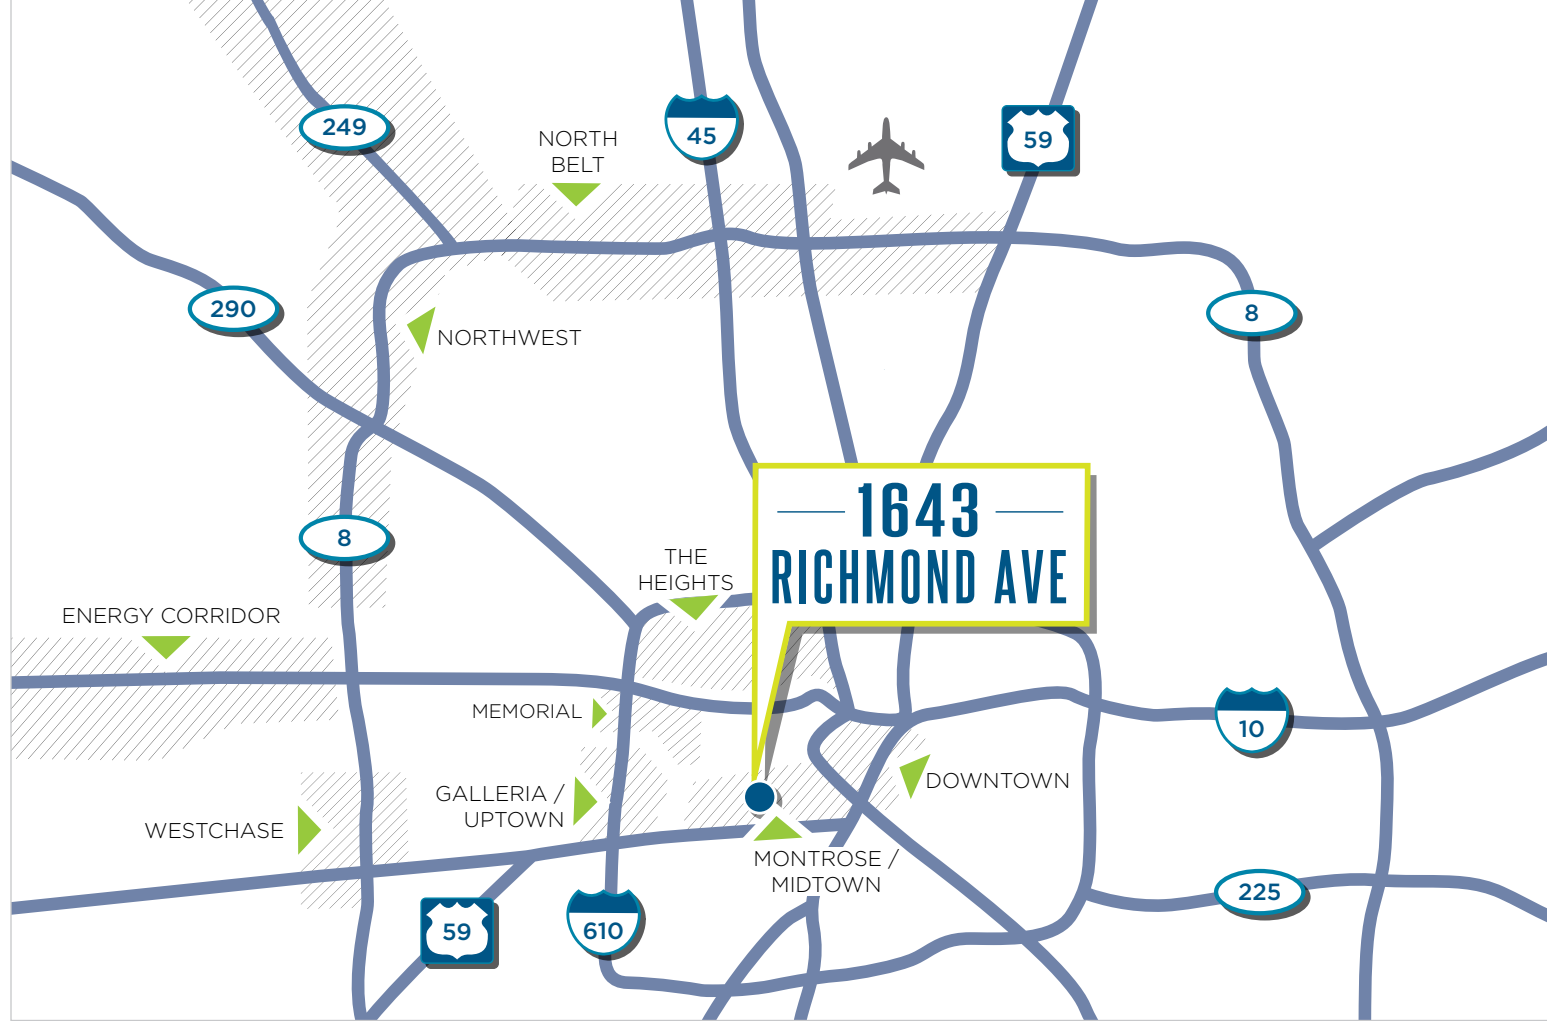 249
NORTH
BELT
45
59
290
8
NORTHWEST
1643
RICHMOND AVE
8
THE
HEIGHTS
ENERGY CORRIDOR
MEMORIAL
10
DOWNTOWN
GALLERIA /
UPTOWN
WESTCHASE
MONTROSE /
MIDTOWN
225
59
610